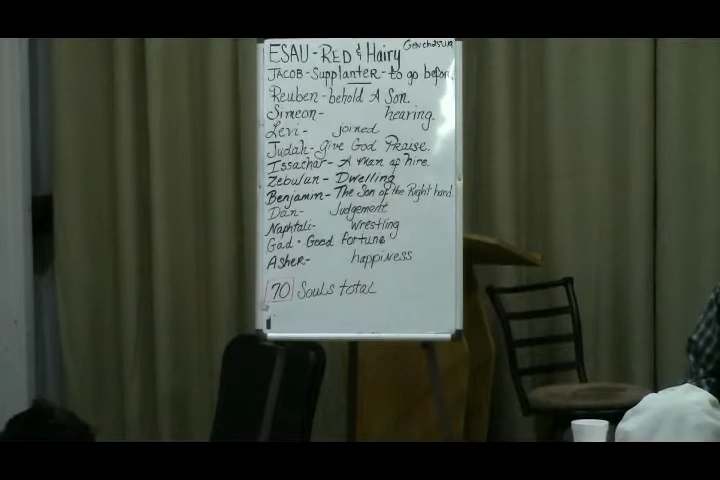 ESAU - RED & Hairy
JACOB - Supplanter - to go before
Reuben - behold A Son.
Simeon - hearing.
Levi - joined
Judah - give God Praise.
Issachar - A man of hire.
Zebulun - Dwelling
Benjamin - The Son of the Right hand
Dan - Judgement
Naphtali - wrestling
Gad - Good fortune
Asher - happiness
70 Souls total